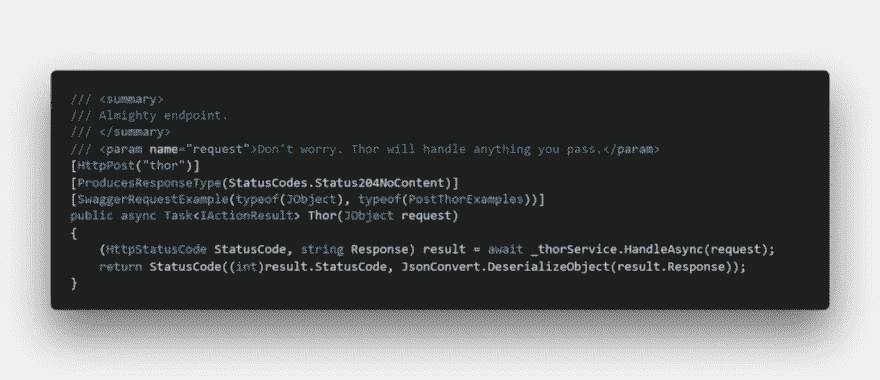 /// <summary>
/// Almighty endpoint.
/// </summary>
/// <param name="request">Don't worry. Thor will handle anything you pass.</param>
[HttpPost("thor")]
[ProducesResponseType(StatusCodes.Status204NoContent)]
[SwaggerRequestExample(typeof(JObject), typeof(PostThorExamples))]
public async Task<IActionResult> Thor(JObject request)
{
    (HttpStatusCode StatusCode, string Response) result = await _thorService.HandleAsync(request);
    return StatusCode((int)result.StatusCode, JsonConvert.DeserializeObject(result.Response));
}